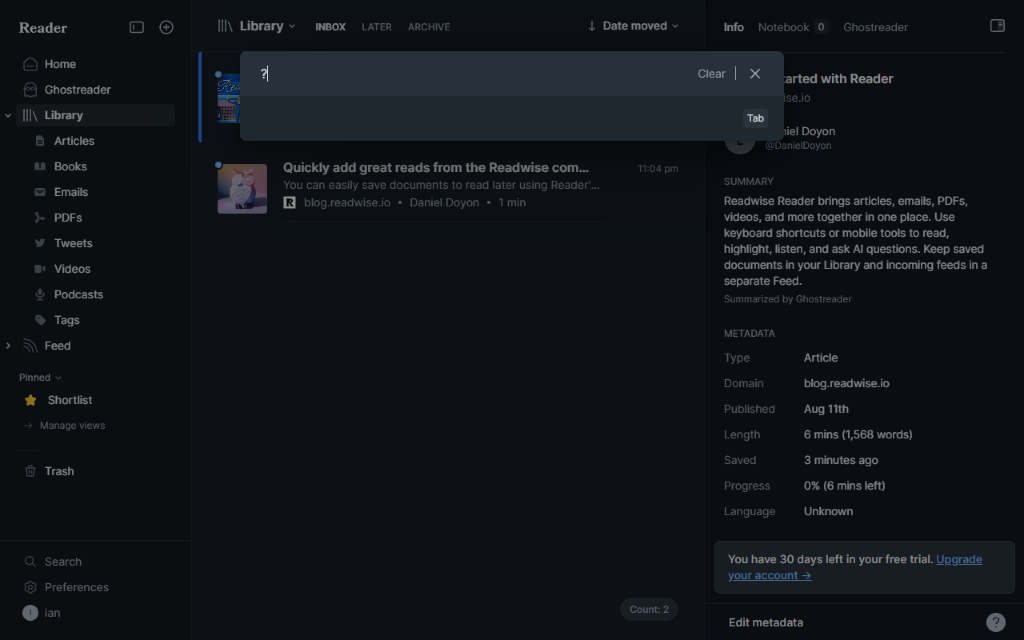 Reader
Home
Ghostreader
Library
Articles
Books
Emails
PDFs
Tweets
Videos
Podcasts
Tags
Feed
Pinned
Shortlist
Manage views
Trash
Search
Preferences
ian
Library
INBOX
LATER
ARCHIVE
Date moved
?
Clear
Tab
Quickly add great reads from the Readwise com...
11:04 pm
You can easily save documents to read later using Reader'...
blog.readwise.io • Daniel Doyon • 1 min
Count: 2
Info
Notebook 0
Ghostreader
tarted with Reader
ise.io
niel Doyon
@DanielDoyon
SUMMARY
Readwise Reader brings articles, emails, PDFs,
videos, and more together in one place. Use
keyboard shortcuts or mobile tools to read,
highlight, listen, and ask AI questions. Keep saved
documents in your Library and incoming feeds in a
separate Feed.
Summarized by Ghostreader
METADATA
Type Article
Domain blog.readwise.io
Published Aug 11th
Length 6 mins (1,568 words)
Saved 3 minutes ago
Progress 0% (6 mins left)
Language Unknown
You have 30 days left in your free trial. Upgrade
your account →
Edit metadata
?